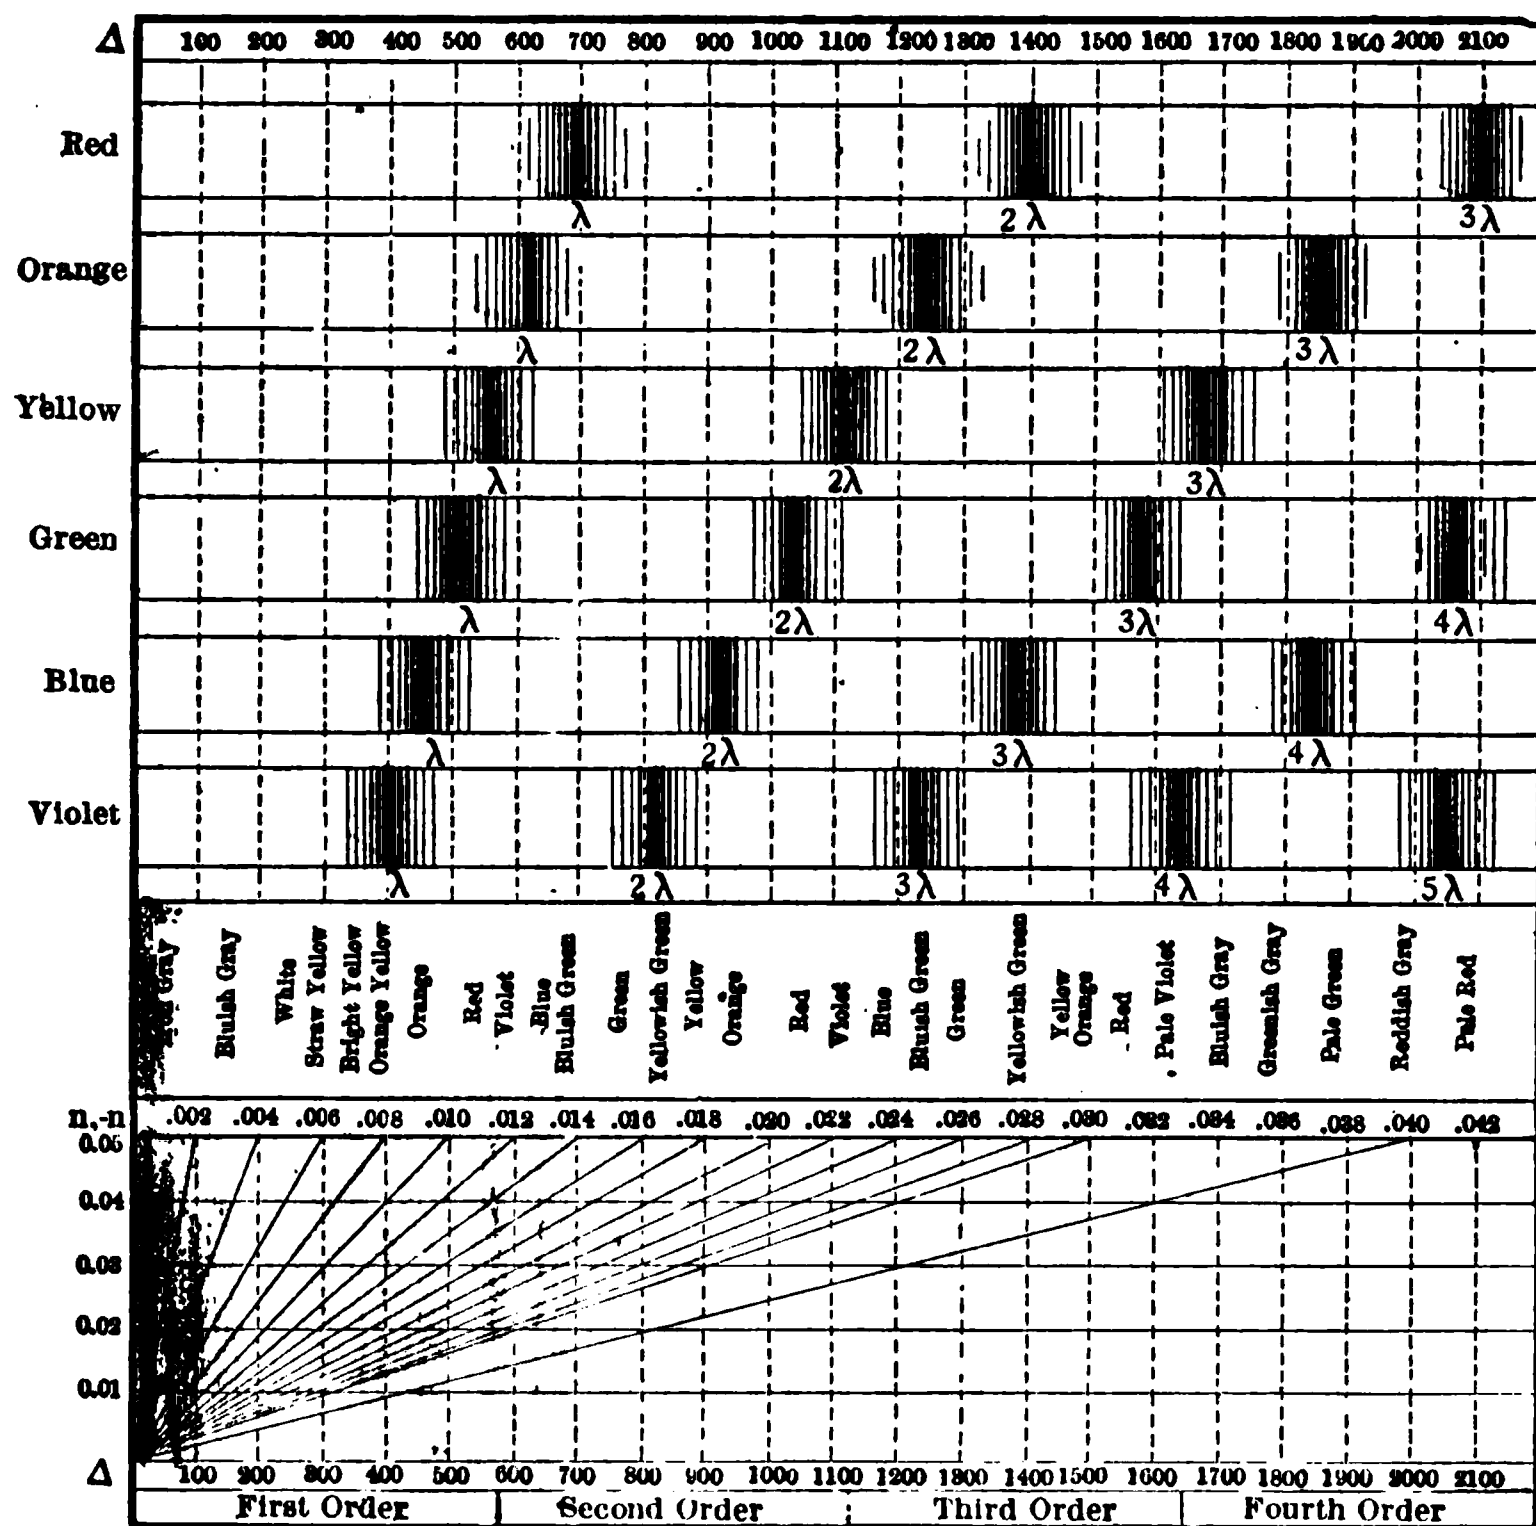 Δ 100 200 300 400 500 600 700 800 900 1000 1100 1200 1300 1400 1500 1600 1700 1800 1900 2000 2100
Red
λ 2λ 3λ
Orange
λ 2λ 3λ
Yellow
λ 2λ 3λ
Green
λ 2λ 3λ 4λ
Blue
λ 2λ 3λ 4λ
Violet
λ 2λ 3λ 4λ 5λ
Gray
Bluish Gray
White
Straw Yellow
Bright Yellow
Orange Yellow
Orange
Red
Violet
Blue
Bluish Green
Green
Yellowish Green
Yellow
Orange
Red
Violet
Blue
Bluish Green
Green
Yellowish Green
Yellow
Orange
Red
Pale Violet
Bluish Gray
Greenish Gray
Pale Green
Reddish Gray
Pale Red
n,-n .002 .004 .006 .008 .010 .012 .014 .016 .018 .020 .022 .024 .026 .028 .030 .032 .034 .036 .038 .040 .042
0.05
0.04
0.03
0.02
0.01
Δ 100 200 300 400 500 600 700 800 900 1000 1100 1200 1300 1400 1500 1600 1700 1800 1900 2000 2100
First Order Second Order Third Order Fourth Order